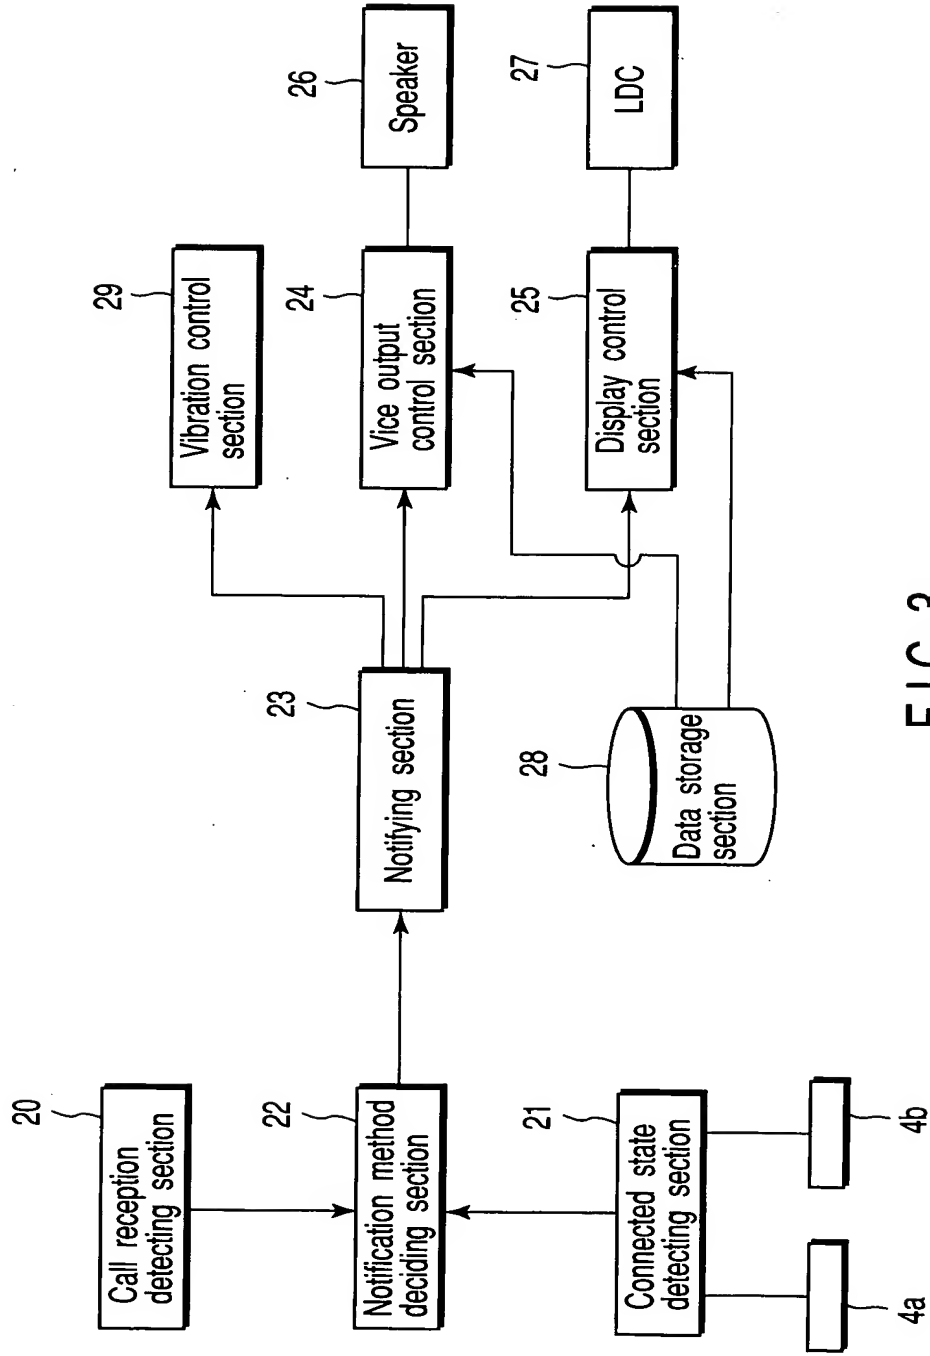 20
Call reception
detecting section
22
Notification method
deciding section
21
Connected state
detecting section
4a
4b
23
Notifying section
28
Data storage
section
29
Vibration control
section
24
Vice output
control section
25
Display control
section
26
Speaker
27
LDC
FIG. 3